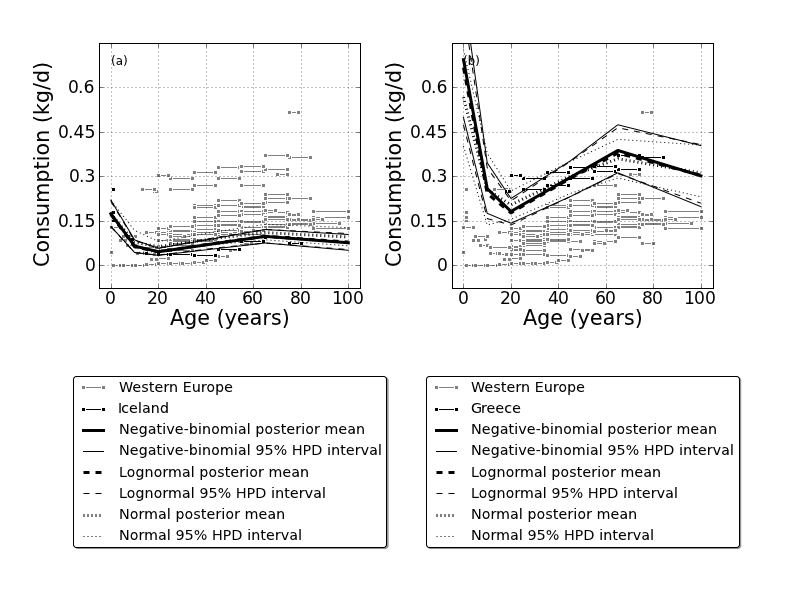 (a)
Consumption (kg/d)
0.6
0.45
0.3
0.15
0
0 20 40 60 80 100
Age (years)
(b)
Consumption (kg/d)
0.6
0.45
0.3
0.15
0
0 20 40 60 80 100
Age (years)
Western Europe
Iceland
Negative-binomial posterior mean
Negative-binomial 95% HPD interval
Lognormal posterior mean
Lognormal 95% HPD interval
Normal posterior mean
Normal 95% HPD interval
Western Europe
Greece
Negative-binomial posterior mean
Negative-binomial 95% HPD interval
Lognormal posterior mean
Lognormal 95% HPD interval
Normal posterior mean
Normal 95% HPD interval